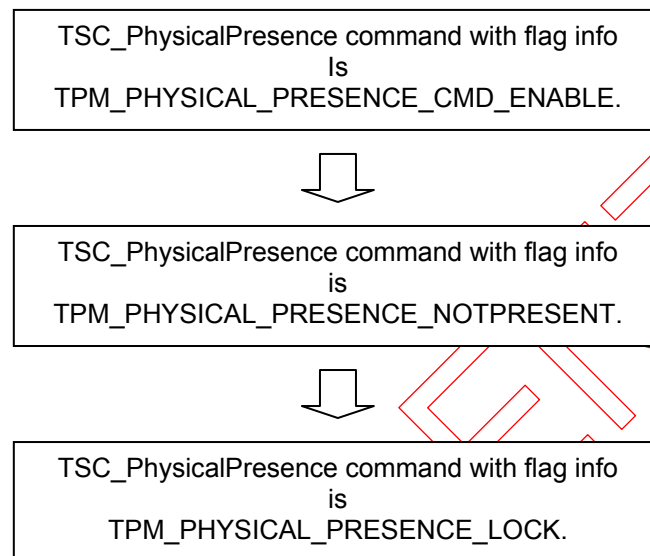 TSC_PhysicalPresence command with flag info
Is
TPM_PHYSICAL_PRESENCE_CMD_ENABLE.
TSC_PhysicalPresence command with flag info
is
TPM_PHYSICAL_PRESENCE_NOTPRESENT.
TSC_PhysicalPresence command with flag info
is
TPM_PHYSICAL_PRESENCE_LOCK.